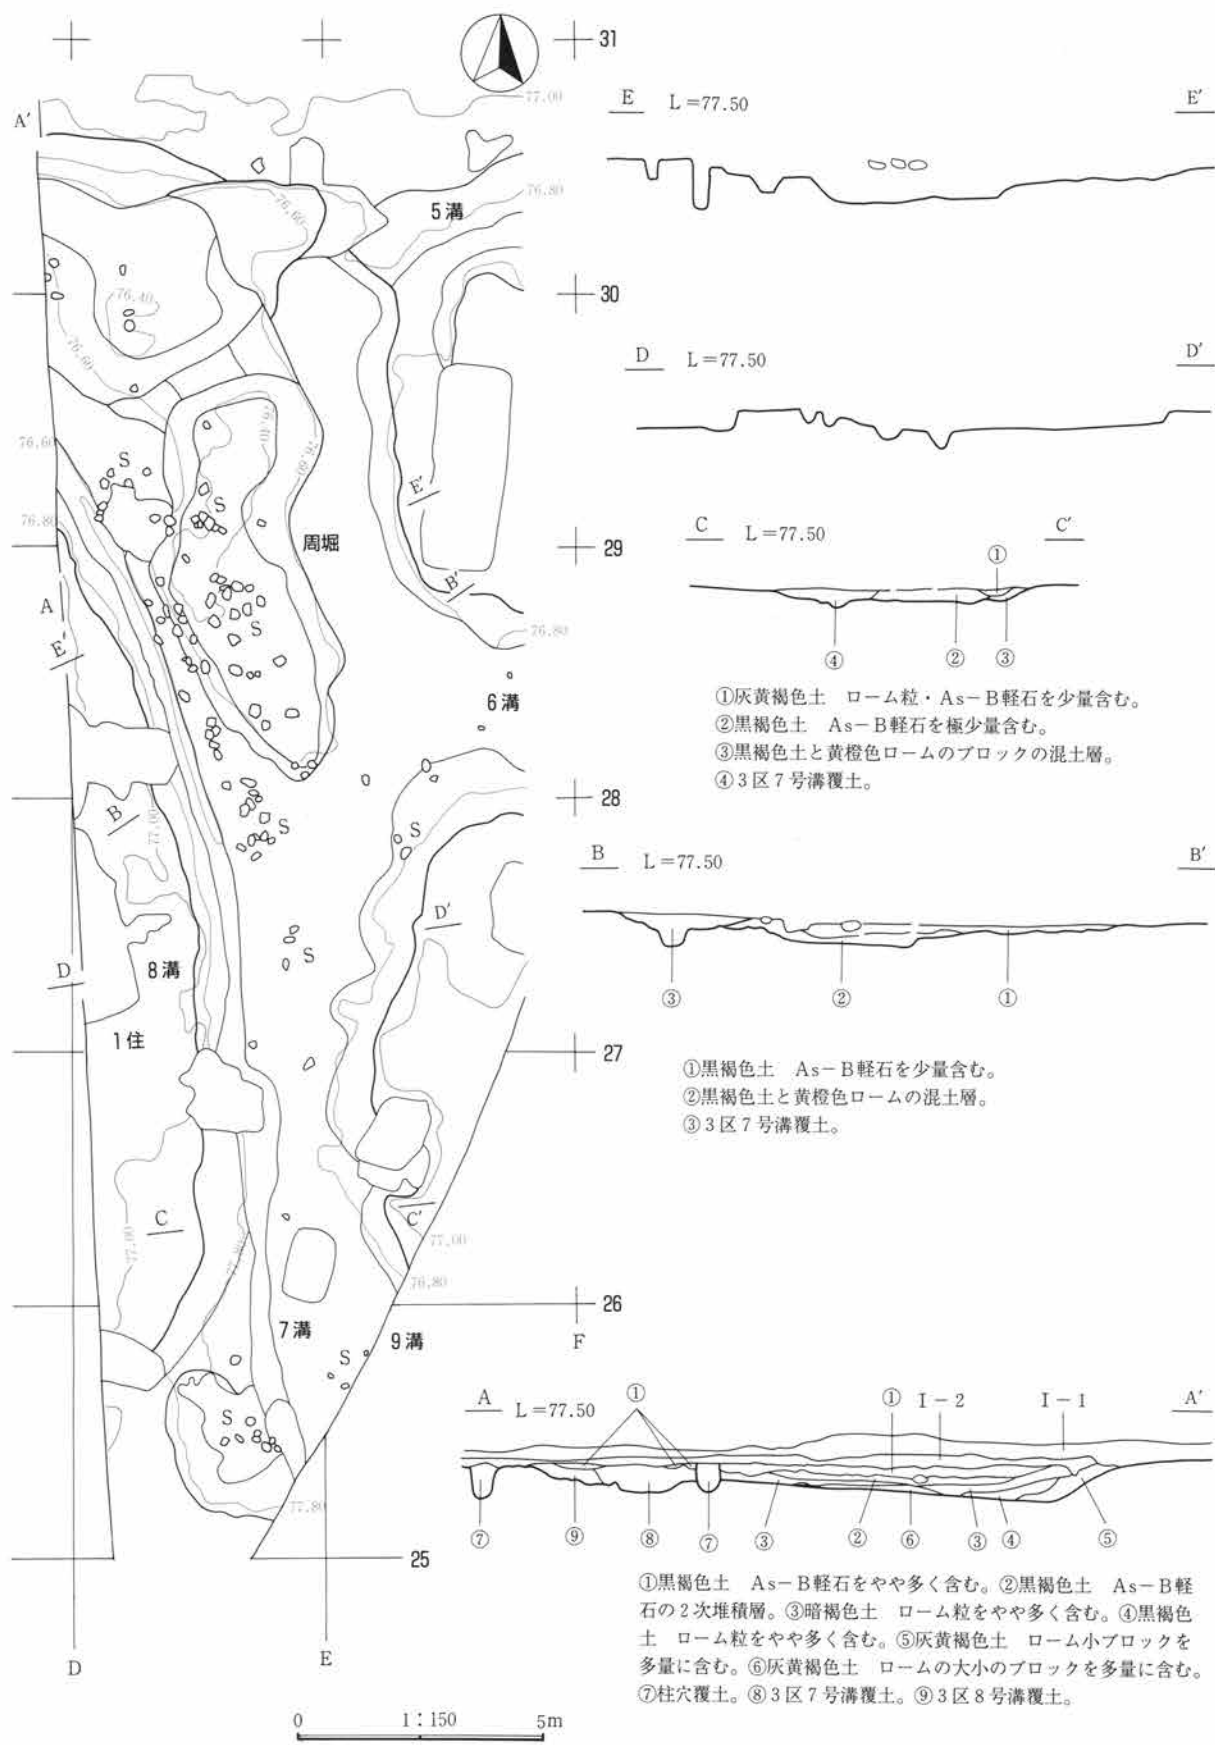 31
77.00
A'
76.80
76.60
5溝
30
76.40
76.60
76.60
76.40
76.60
S
S
E'
76.80
周堀
29
A
B'
S
76.80
E'
6溝
28
B
77.00
S
S
D'
D
8溝
S
1住
27
C
C'
77.00
77.00
77.80
76.80
26
7溝
9溝
F
S
S
77.80
25
D
E
0 1：150 5m
E L＝77.50 E'
D L＝77.50 D'
C L＝77.50 C'
①
④ ② ③
①灰黄褐色土　ローム粒・As－B軽石を少量含む。
②黒褐色土　As－B軽石を極少量含む。
③黒褐色土と黄橙色ロームのブロックの混土層。
④3区7号溝覆土。
B L＝77.50 B'
③ ② ①
①黒褐色土　As－B軽石を少量含む。
②黒褐色土と黄橙色ロームの混土層。
③3区7号溝覆土。
A L＝77.50 ① ① I－2 I－1 A'
⑦ ⑨ ⑧ ⑦ ③ ② ⑥ ③ ④ ⑤
①黒褐色土　As－B軽石をやや多く含む。②黒褐色土　As－B軽
石の2次堆積層。③暗褐色土　ローム粒をやや多く含む。④黒褐色
土　ローム粒をやや多く含む。⑤灰黄褐色土　ローム小ブロックを
多量に含む。⑥灰黄褐色土　ロームの大小のブロックを多量に含む。
⑦柱穴覆土。⑧3区7号溝覆土。⑨3区8号溝覆土。